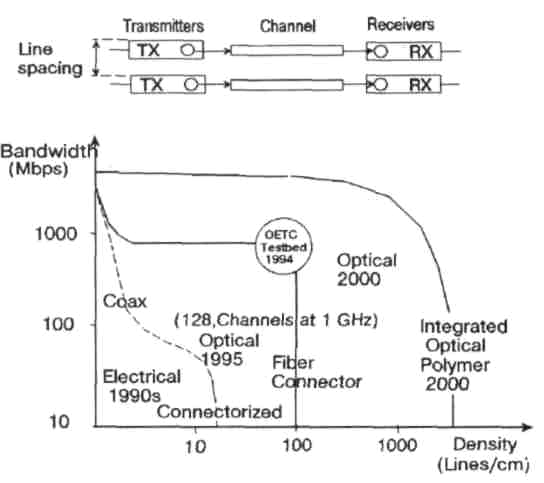 Transmitters Channel Receivers
Line
spacing
TX RX
TX RX
Bandwidth
(Mbps)
1000
100
10
OETC
Testbed
1994
Optical
2000
Coax
(128,Channels at 1 GHz)
Optical
1995
Electrical
1990s
Connectorized
Fiber
Connector
Integrated
Optical
Polymer
2000
10 100 1000 Density
(Lines/cm)